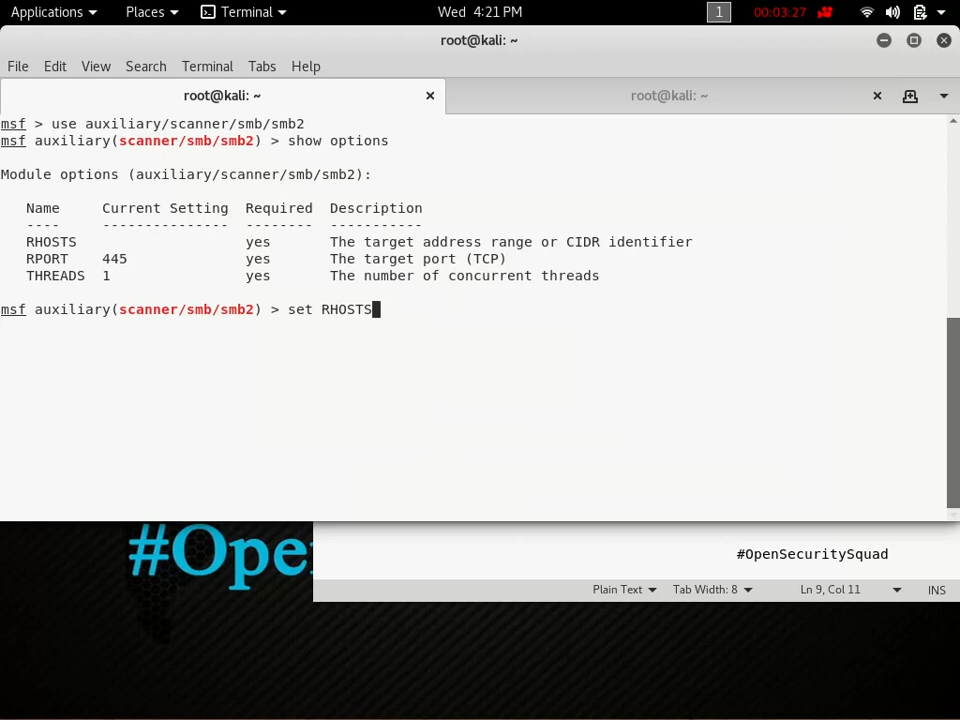 Applications Places Terminal Wed 4:21 PM 1 00:03:27
root@kali: ~
File Edit View Search Terminal Tabs Help
root@kali: ~ root@kali: ~
msf > use auxiliary/scanner/smb/smb2
msf auxiliary(scanner/smb/smb2) > show options
Module options (auxiliary/scanner/smb/smb2):
Name Current Setting Required Description
---- --------------- -------- -----------
RHOSTS yes The target address range or CIDR identifier
RPORT 445 yes The target port (TCP)
THREADS 1 yes The number of concurrent threads
msf auxiliary(scanner/smb/smb2) > set RHOSTS
#Ope
#OpenSecuritySquad
Plain Text Tab Width: 8 Ln 9, Col 11 INS